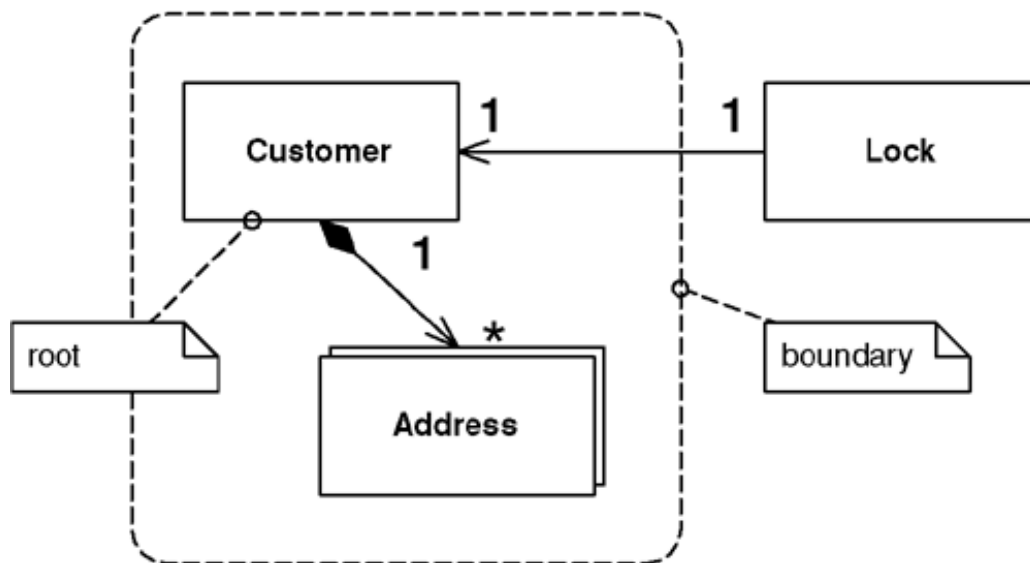 1
1
Customer
Lock
1
root
*
boundary
Address